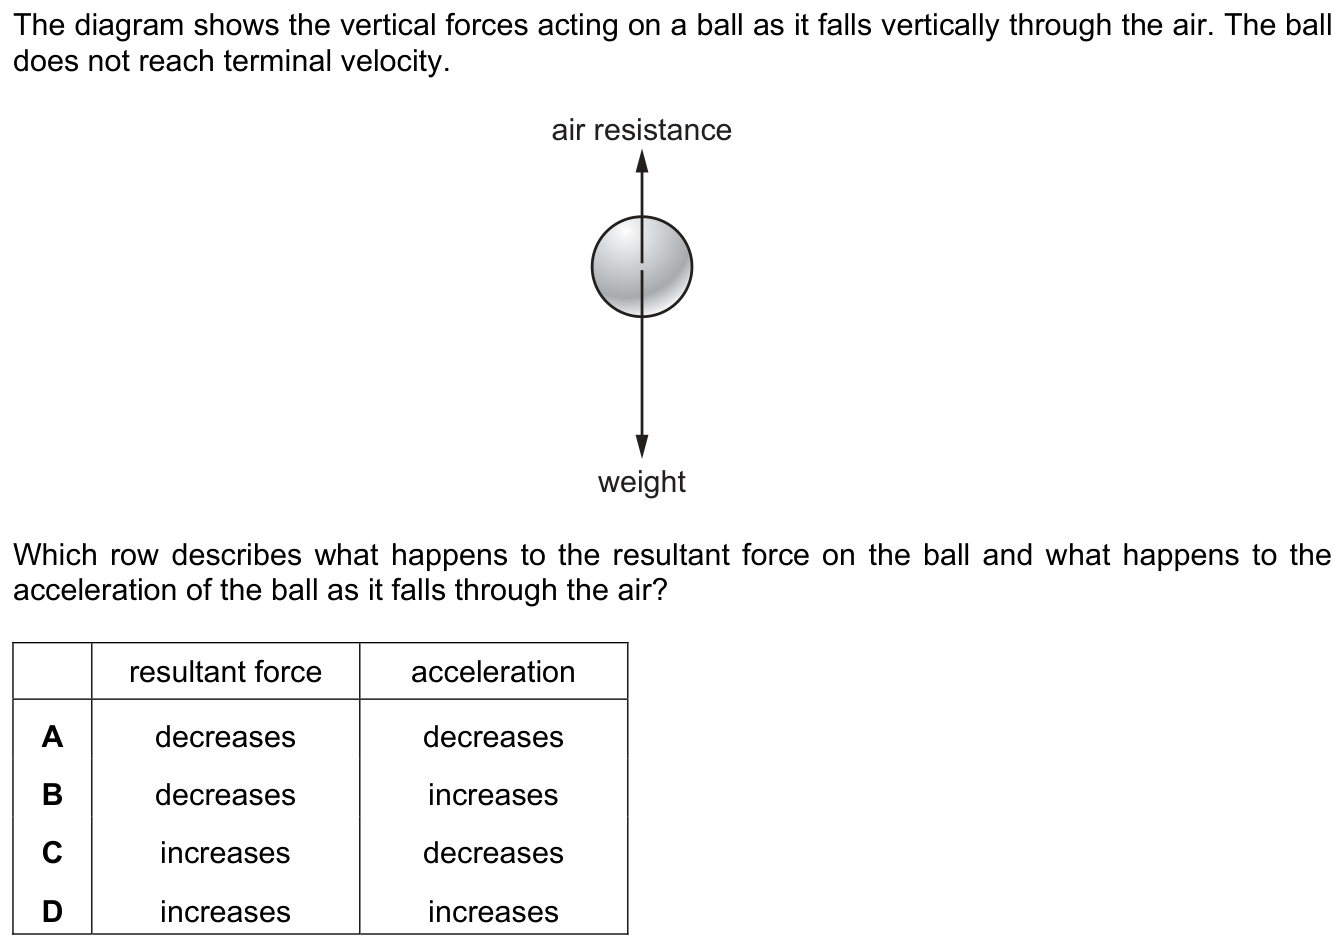 The diagram shows the vertical forces acting on a ball as it falls vertically through the air. The ball
does not reach terminal velocity.
air resistance
weight
Which row describes what happens to the resultant force on the ball and what happens to the
acceleration of the ball as it falls through the air?
resultant force acceleration
A decreases decreases
B decreases increases
C increases decreases
D increases increases